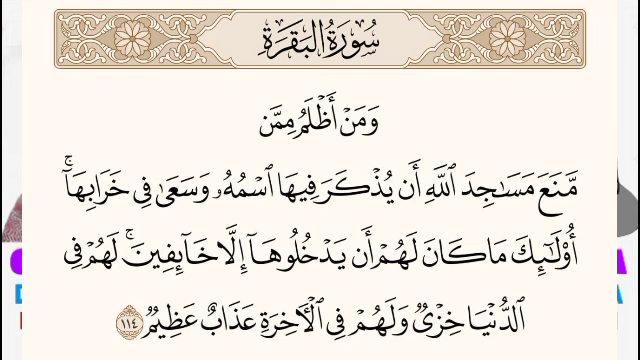 سُورَةُ البَقَرَةِ
وَمَنۡ أَظۡلَمُ مِمَّن
مَّنَعَ مَسَٰجِدَ ٱللَّهِ أَن يُذۡكَرَ فِيهَا ٱسۡمُهُۥ وَسَعَىٰ فِي خَرَابِهَآۚ
أُوْلَٰٓئِكَ مَا كَانَ لَهُمۡ أَن يَدۡخُلُوهَآ إِلَّا خَآئِفِينَۚ لَهُمۡ فِي
ٱلدُّنۡيَا خِزۡيٞ وَلَهُمۡ فِي ٱلۡأٓخِرَةِ عَذَابٌ عَظِيمٞ ١١٤